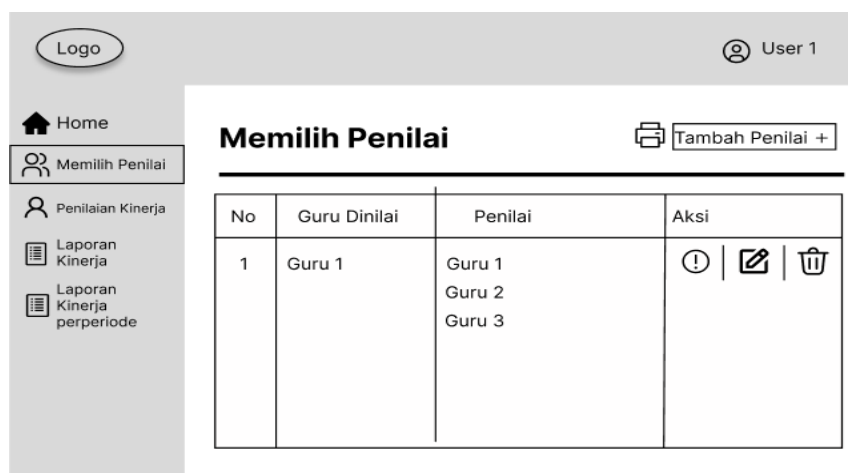 Logo
User 1
Home
Memilih Penilai
Penilaian Kinerja
Laporan
Kinerja
Laporan
Kinerja
perperiode
Memilih Penilai
Tambah Penilai +
No
Guru Dinilai
Penilai
Aksi
1
Guru 1
Guru 1
Guru 2
Guru 3